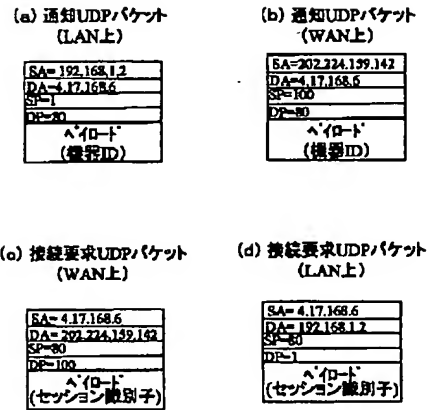 (a) 通知UDPパケット
(LAN上)
SA=192.168.1.2
DA=4.17.168.6
SP=1
DP=80
ペイロード
(機器ID)
(b) 通知UDPパケット
(WAN上)
SA=202.224.159.142
DA=4.17.168.6
SP=100
DP=80
ペイロード
(機器ID)
(c) 接続要求UDPパケット
(WAN上)
SA=4.17.168.6
DA=202.224.159.142
SP=80
DP=100
ペイロード
(セッション識別子)
(d) 接続要求UDPパケット
(LAN上)
SA=4.17.168.6
DA=192.168.1.2
SP=80
DP=1
ペイロード
(セッション識別子)